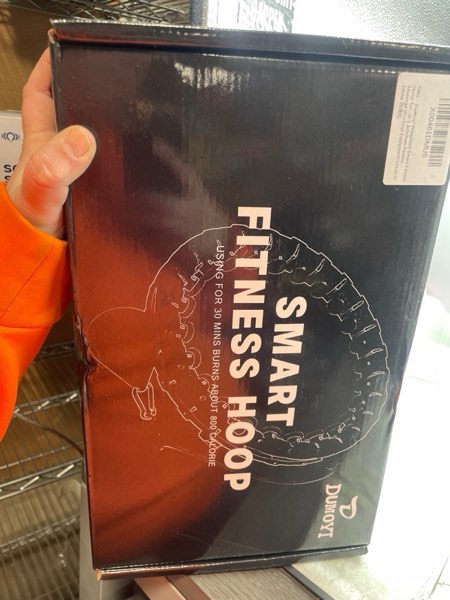 SMART
FITNESS HOOP
USING FOR 30 MINS BURNS ABOUT 800 CALORIE
DUMOYI